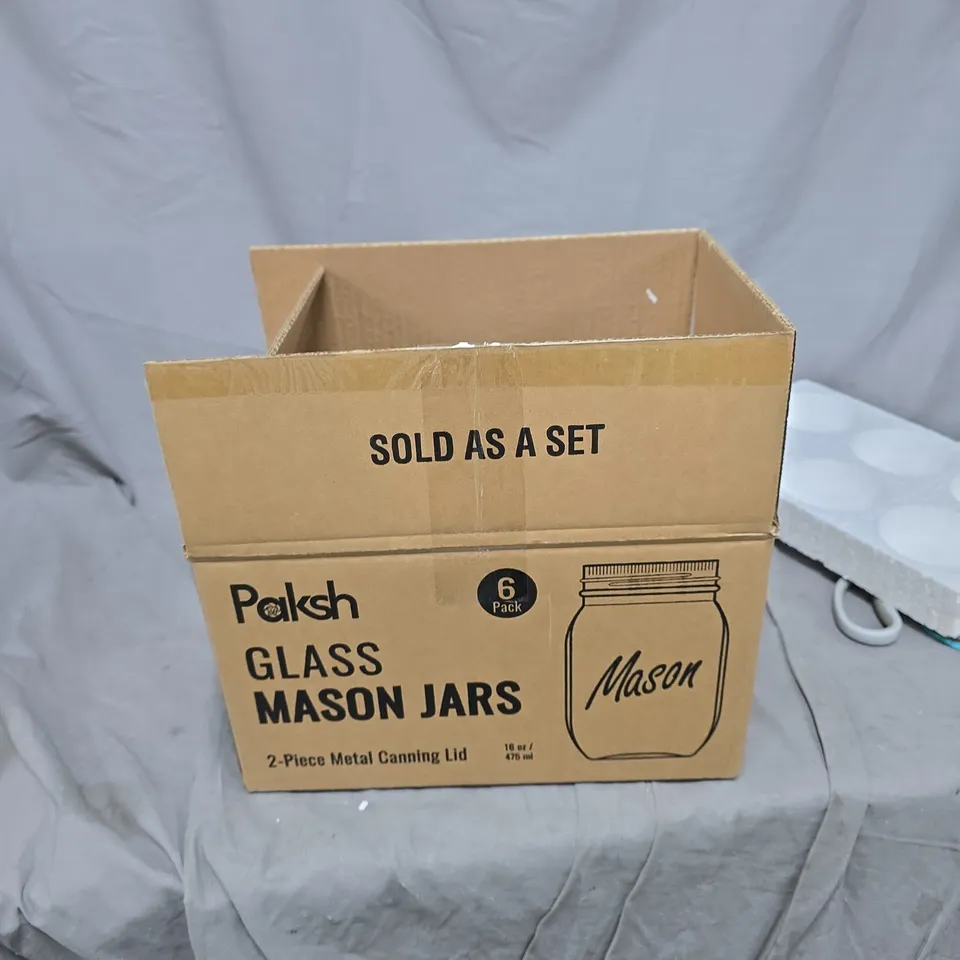 SOLD AS A SET
Paksh
6
Pack
GLASS
MASON JARS
Mason
2-Piece Metal Canning Lid
16 oz /
475 ml